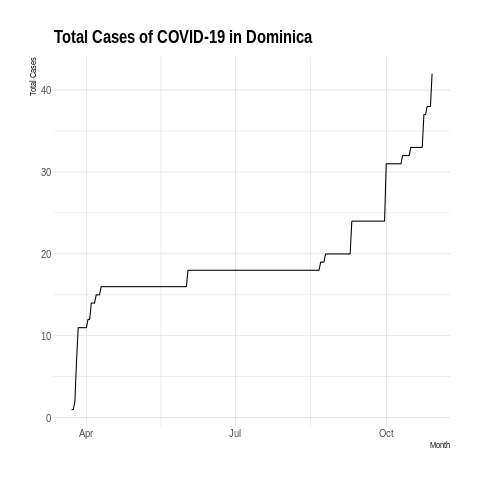 Total Cases of COVID-19 in Dominica
Total Cases
40
30
20
10
0
Apr Jul Oct
Month